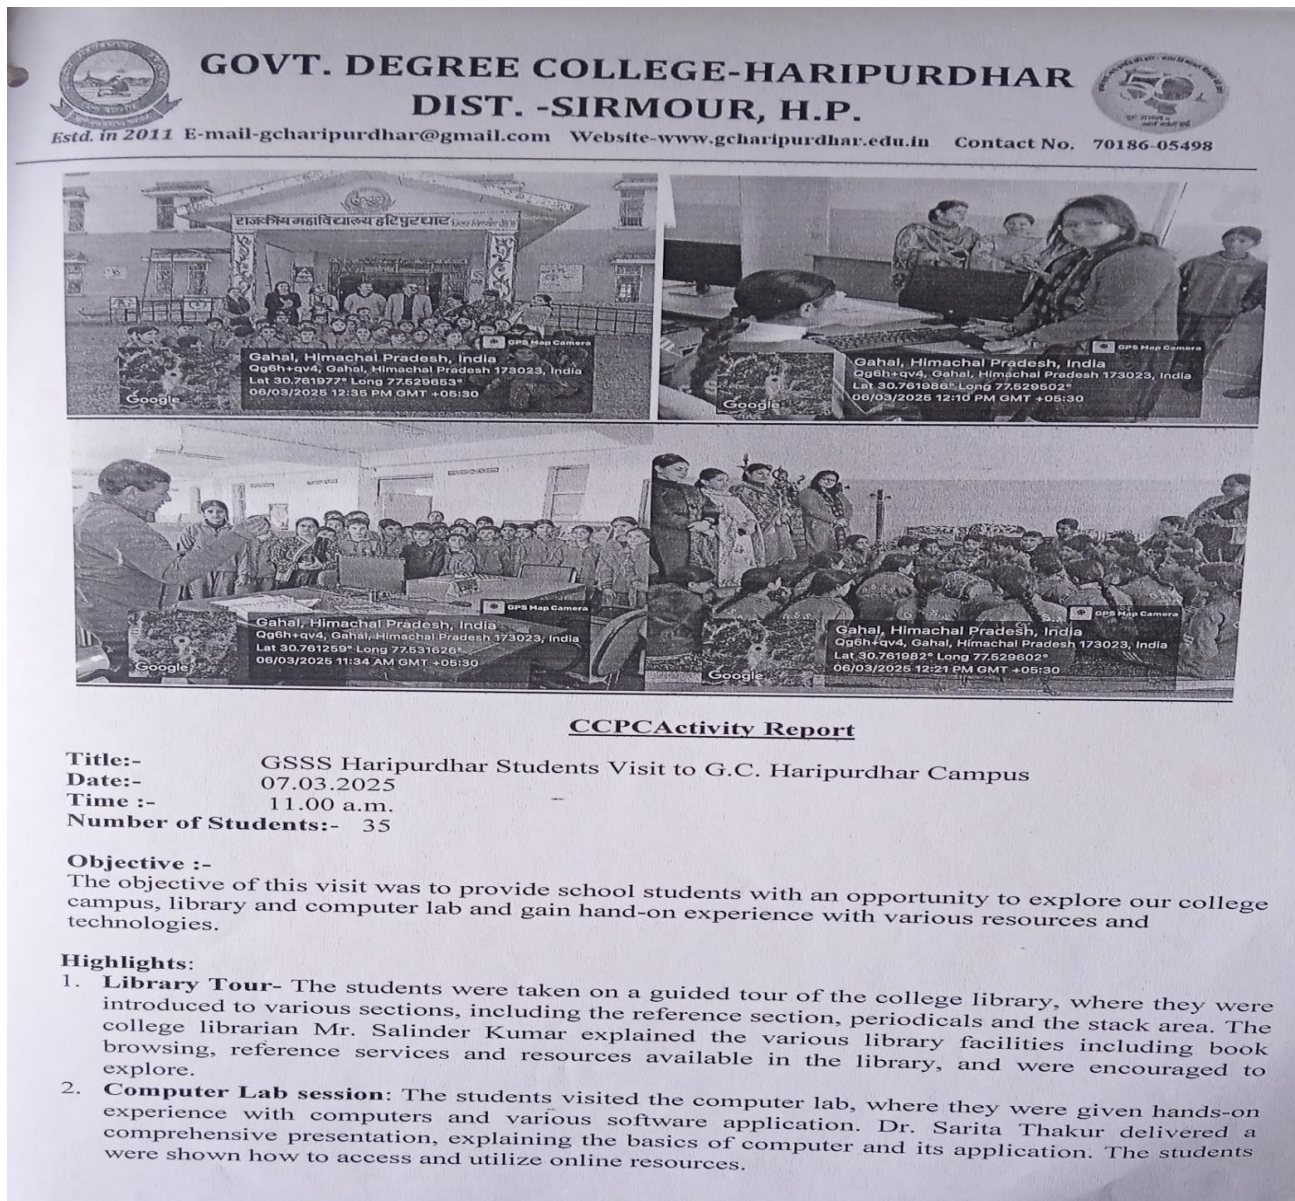 GOVT. DEGREE COLLEGE-HARIPURDHAR
DIST. -SIRMOUR, H.P.
Estd. in 2011 E-mail-gcharipurdhar@gmail.com Website-www.gcharipurdhar.edu.in Contact No. 70186-05498
50
राजकीय महाविद्यालय हरिपुरधार
GPS Map Camera
Gahal, Himachal Pradesh, India
Qg6h+qv4, Gahal, Himachal Pradesh 173023, India
Lat 30.761977° Long 77.529653°
06/03/2025 12:35 PM GMT +05:30
Google
GPS Map Camera
Gahal, Himachal Pradesh, India
Qg6h+qv4, Gahal, Himachal Pradesh 173023, India
Lat 30.761986° Long 77.529502°
06/03/2025 12:10 PM GMT +05:30
Google
GPS Map Camera
Gahal, Himachal Pradesh, India
Qg6h+qv4, Gahal, Himachal Pradesh 173023, India
Lat 30.761259° Long 77.531626°
06/03/2025 11:34 AM GMT +05:30
Google
GPS Map Camera
Gahal, Himachal Pradesh, India
Qg6h+qv4, Gahal, Himachal Pradesh 173023, India
Lat 30.761982° Long 77.529602°
06/03/2025 12:21 PM GMT +05:30
Google
CCPCActivity Report
Title:- GSSS Haripurdhar Students Visit to G.C. Haripurdhar Campus
Date:- 07.03.2025
Time :- 11.00 a.m.
Number of Students:- 35
Objective :-
The objective of this visit was to provide school students with an opportunity to explore our college
campus, library and computer lab and gain hand-on experience with various resources and
technologies.
Highlights:
1. Library Tour- The students were taken on a guided tour of the college library, where they were
introduced to various sections, including the reference section, periodicals and the stack area. The
college librarian Mr. Salinder Kumar explained the various library facilities including book
browsing, reference services and resources available in the library, and were encouraged to
explore.
2. Computer Lab session: The students visited the computer lab, where they were given hands-on
experience with computers and various software application. Dr. Sarita Thakur delivered a
comprehensive presentation, explaining the basics of computer and its application. The students
were shown how to access and utilize online resources.